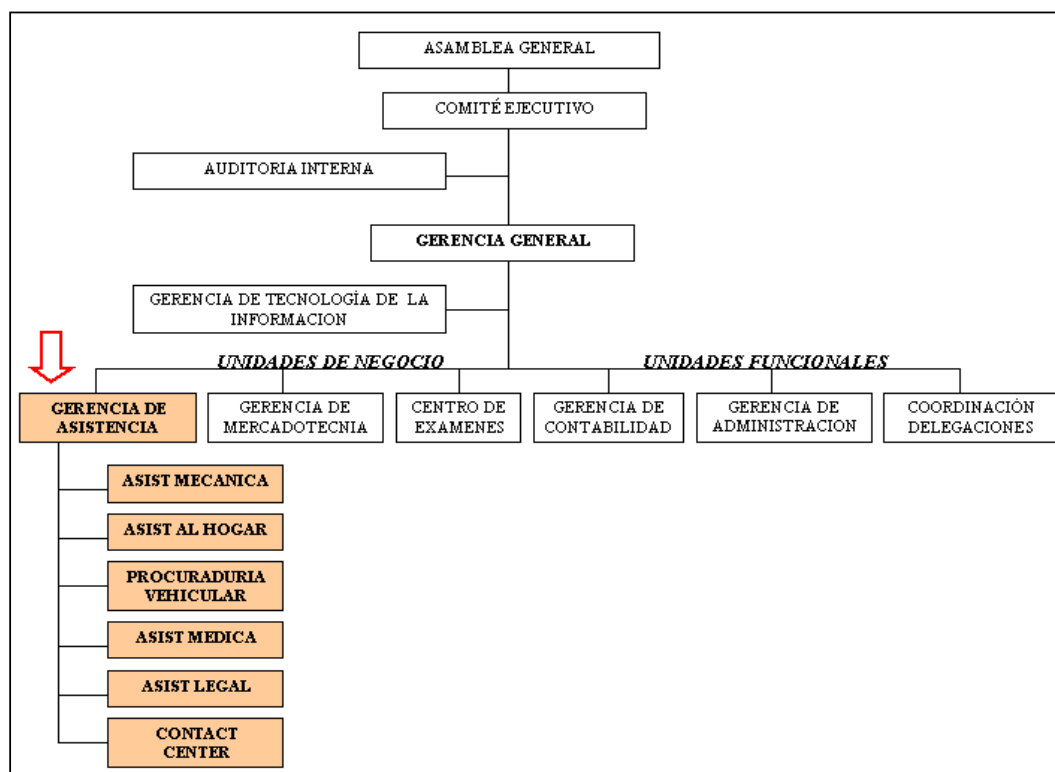 ASAMBLEA GENERAL
COMITÉ EJECUTIVO
AUDITORIA INTERNA
GERENCIA GENERAL
GERENCIA DE TECNOLOGÌA DE LA
INFORMACION
UNIDADES DE NEGOCIO
UNIDADES FUNCIONALES
GERENCIA DE
ASISTENCIA
GERENCIA DE
MERCADOTECNIA
CENTRO DE
EXAMENES
GERENCIA DE
CONTABILIDAD
GERENCIA DE
ADMINISTRACION
COORDINACIÓN
DELEGACIONES
ASIST MECANICA
ASIST AL HOGAR
PROCURADURIA
VEHICULAR
ASIST MEDICA
ASIST LEGAL
CONTACT
CENTER